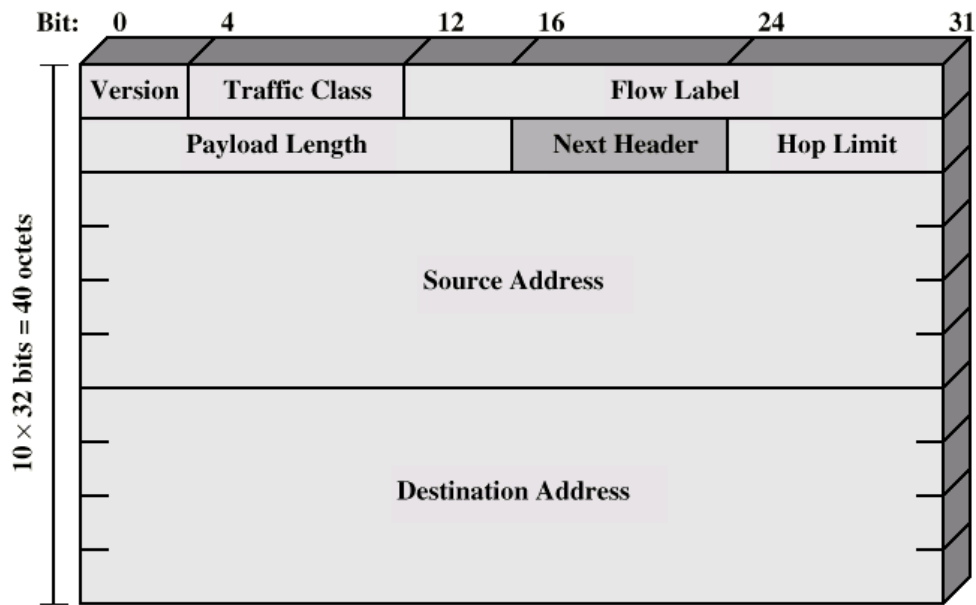 Bit: 0 4 12 16 24 31
Version Traffic Class Flow Label
Payload Length Next Header Hop Limit
Source Address
Destination Address
10 × 32 bits = 40 octets